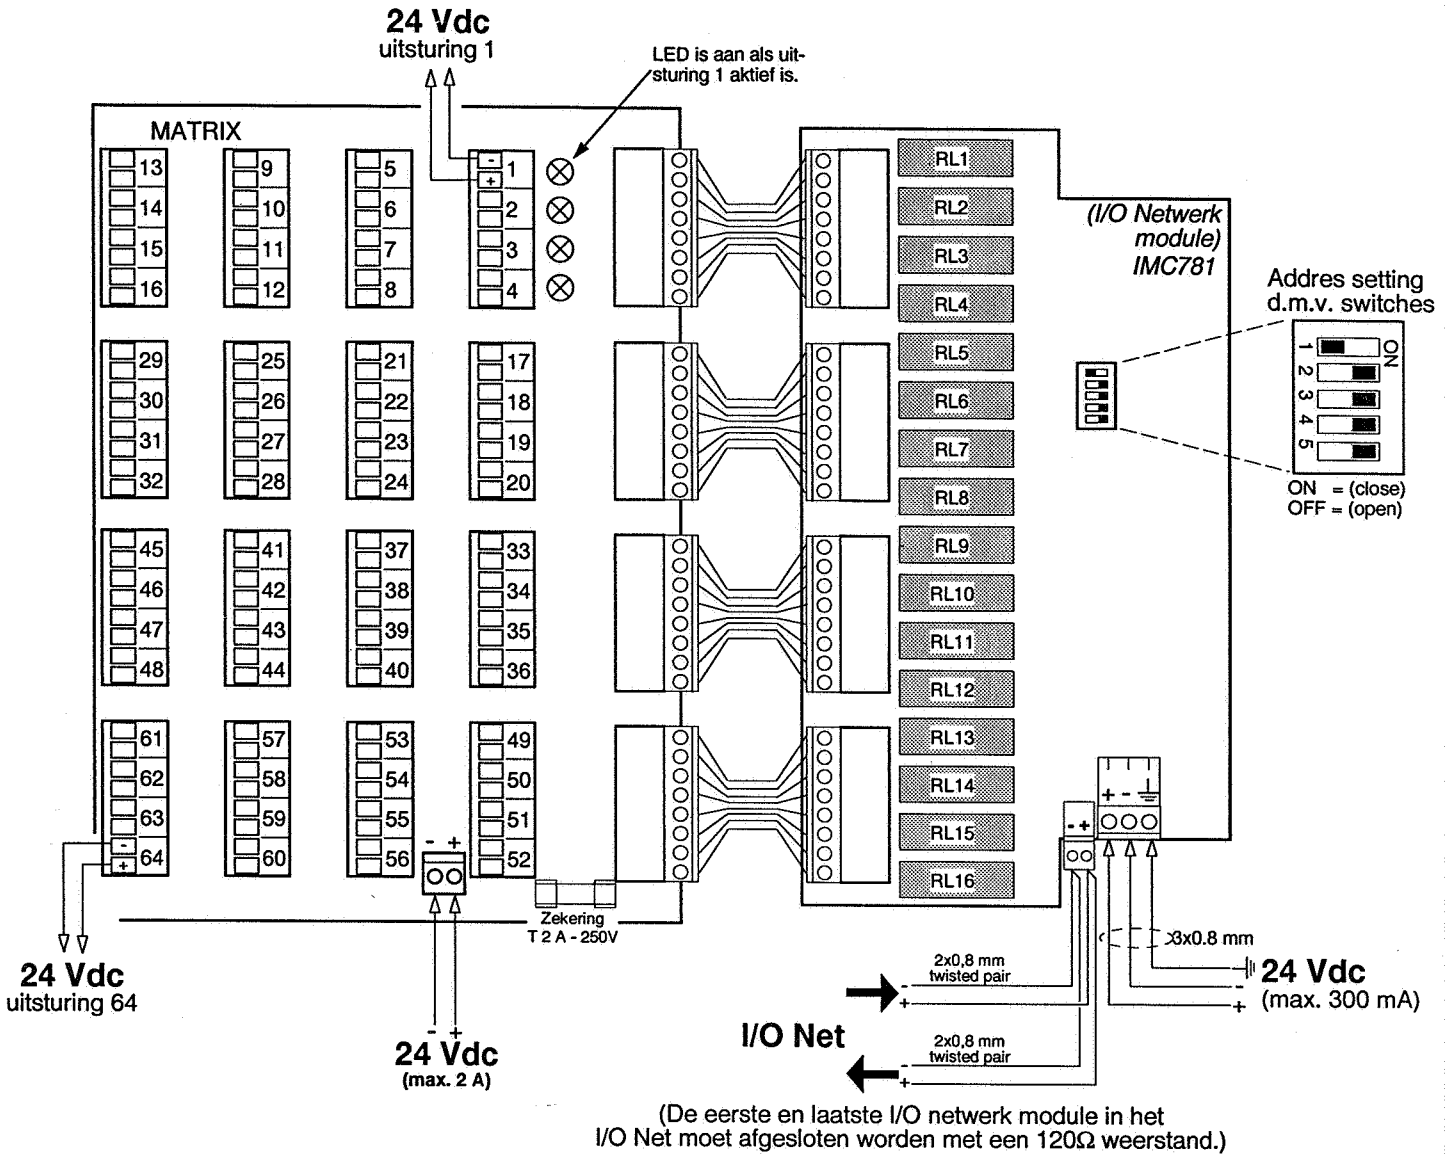 24 Vdc
uitsturing 1
LED is aan als uit-
sturing 1 aktief is.
MATRIX
13 9 5 - 1
+
14 10 6 2
15 11 7 3
16 12 8 4
29 25 21 17
30 26 22 18
31 27 23 19
32 28 24 20
45 41 37 33
46 42 38 34
47 43 39 35
48 44 40 36
61 57 53 49
62 58 54 50
63 59 55 51
- +
-
64 60 56 52
+
Zekering
T 2 A - 250V
24 Vdc
uitsturing 64
- +
24 Vdc
(max. 2 A)
RL1
RL2
RL3
RL4
RL5
RL6
RL7
RL8
RL9
RL10
RL11
RL12
RL13
RL14
RL15
RL16
(I/O Netwerk
module)
IMC781
Addres setting
d.m.v. switches
1 ON
2
3
4
5
ON = (close)
OFF = (open)
+ -
- +
3x0.8 mm
24 Vdc
-
(max. 300 mA)
+
2x0,8 mm
twisted pair
-
+
I/O Net
2x0,8 mm
twisted pair
-
+
(De eerste en laatste I/O netwerk module in het
I/O Net moet afgesloten worden met een 120Ω weerstand.)